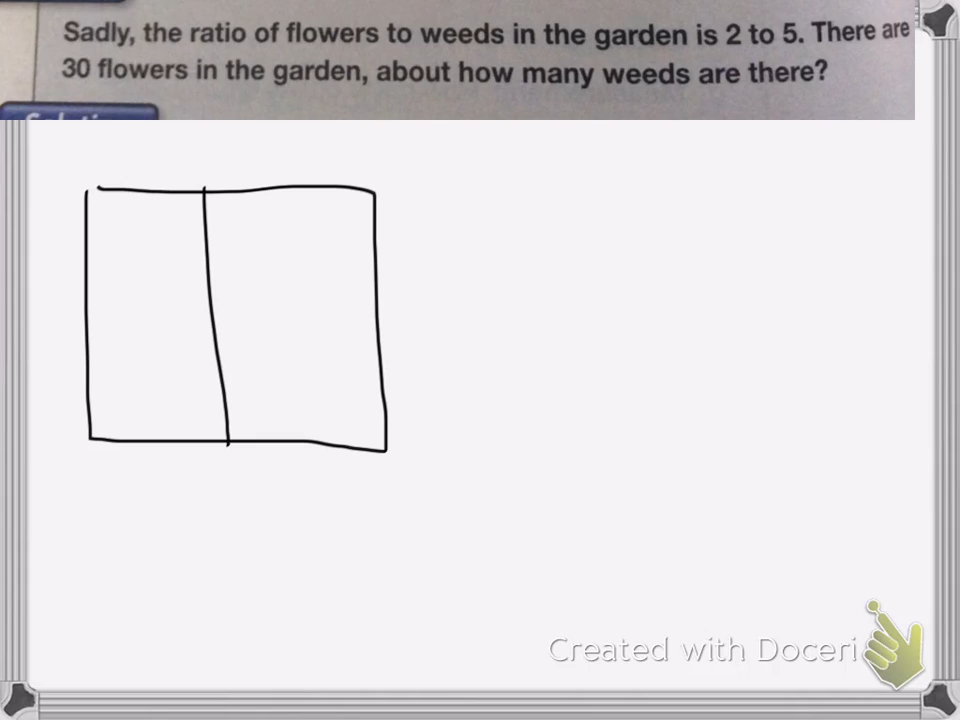 Sadly, the ratio of flowers to weeds in the garden is 2 to 5. There are
30 flowers in the garden, about how many weeds are there?
Created with Doceri